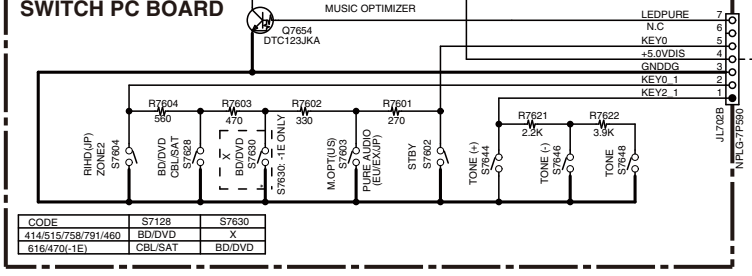 SWITCH PC BOARD
MUSIC OPTIMIZER
Q7654
DTC123JKA
LEDPURE 7
N.C 6
KEY0 5
+5.0VDIS 4
GNDDG 3
KEY0_1 2
KEY2_1 1
JL702B
NPLG-7P590
R7604
560
R7603
470
R7602
330
R7601
270
R7621
2.2K
R7622
3.9K
RIHD(JP)
ZONE2
S7604
BD/DVD
CBL/SAT
S7628
X
BD/DVD
S7630
S7630: -1E ONLY
M.OPT(US)
S7603
PURE AUDIO
(EU/EX/JP)
STBY
S7602
TONE (+)
S7644
TONE (-)
S7646
TONE
S7648
CODE S7128 S7630
414/515/758/791/460 BD/DVD X
616/470(-1E) CBL/SAT BD/DVD